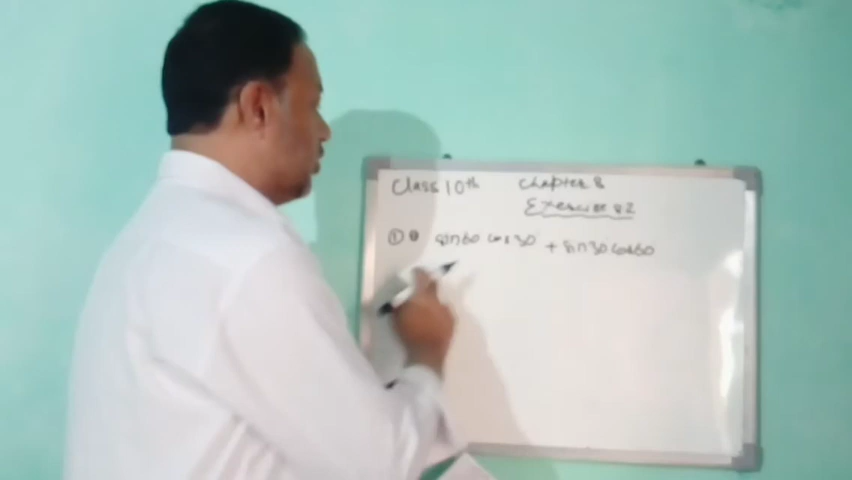 Class 10th Chapter 8
Exercise 8.2
① sin60 cos30 + sin30 cos60